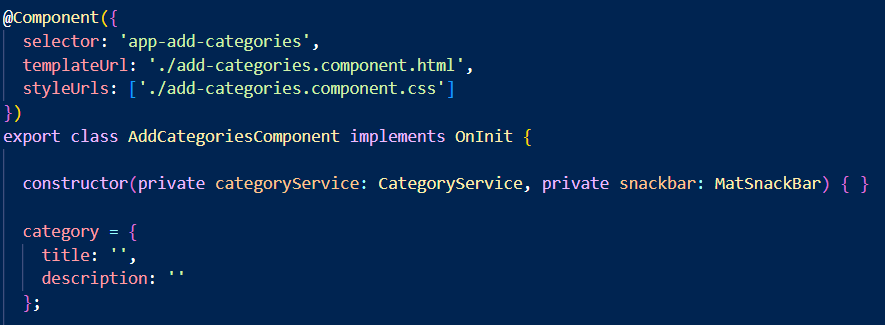 @Component({
  selector: 'app-add-categories',
  templateUrl: './add-categories.component.html',
  styleUrls: ['./add-categories.component.css']
})
export class AddCategoriesComponent implements OnInit {
  constructor(private categoryService: CategoryService, private snackbar: MatSnackBar) { }
  category = {
    title: '',
    description: ''
  };